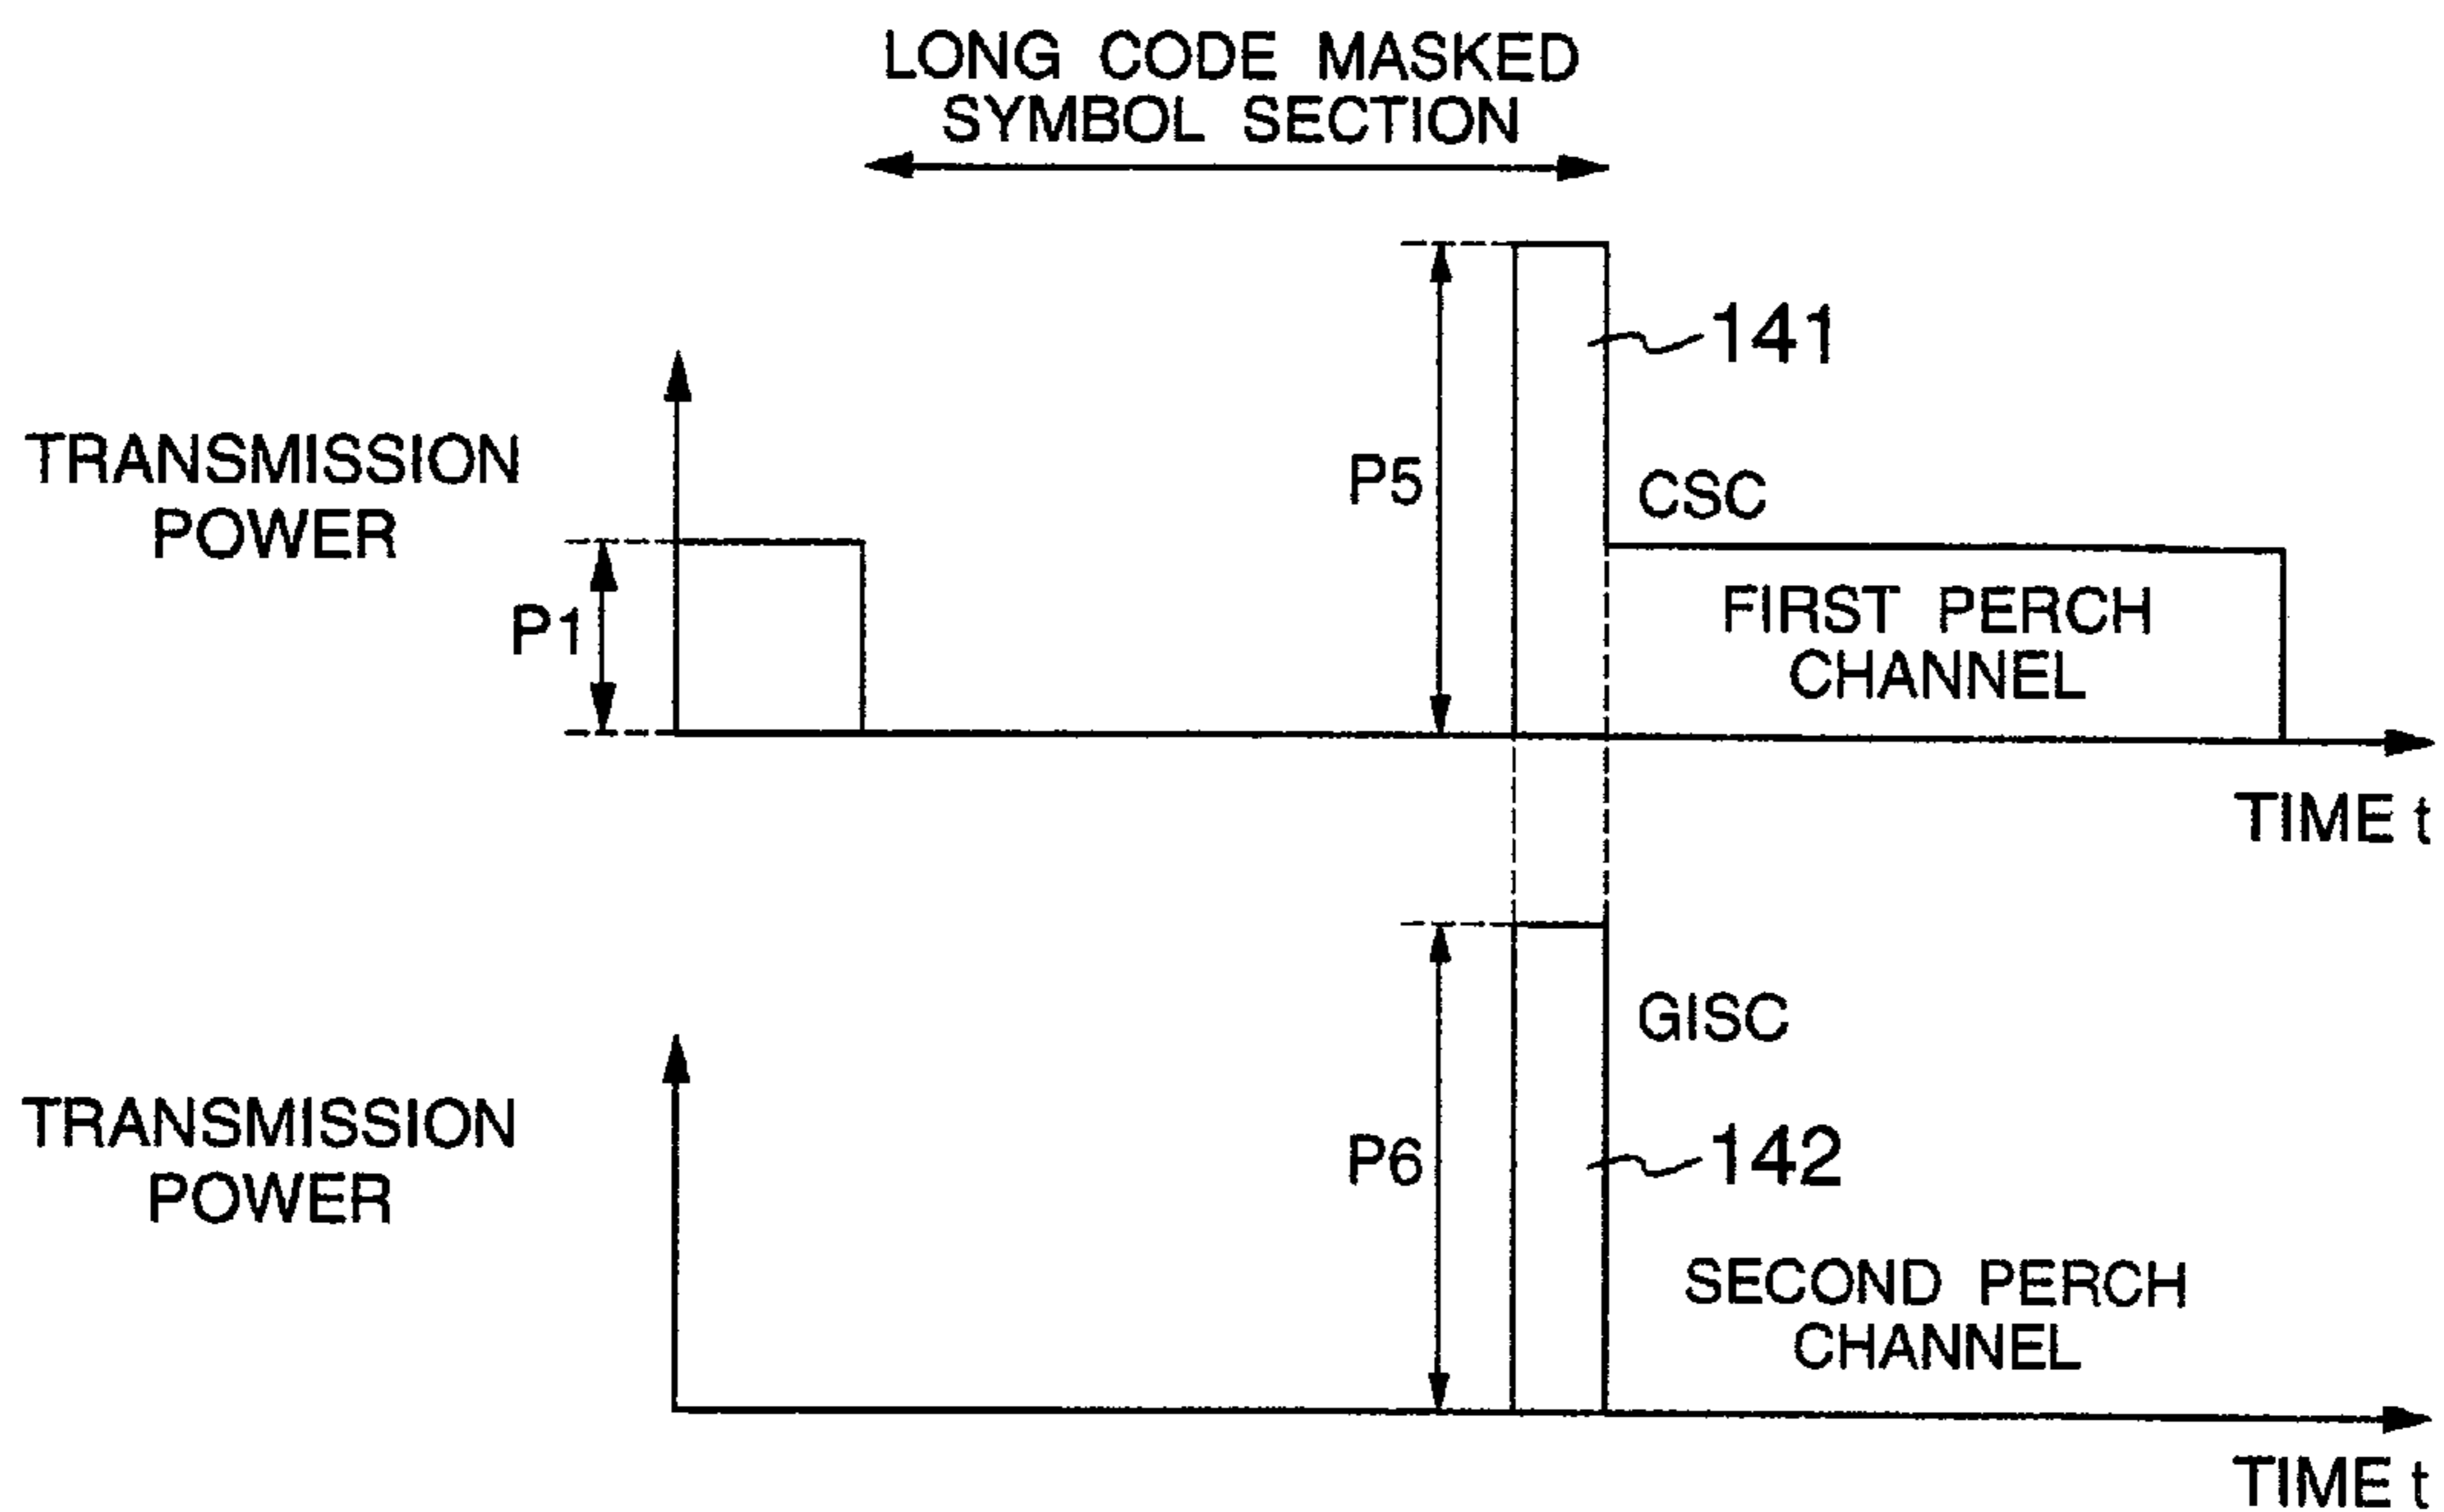 LONG CODE MASKED
SYMBOL SECTION
141
TRANSMISSION
POWER
P5
CSC
P1
FIRST PERCH
CHANNEL
TIME t
GISC
TRANSMISSION
POWER
P6
142
SECOND PERCH
CHANNEL
TIME t